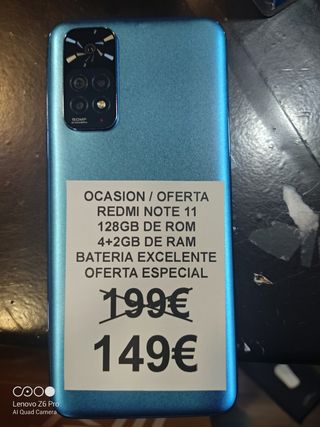 50MP
OCASION / OFERTA
REDMI NOTE 11
128GB DE ROM
4+2GB DE RAM
BATERIA EXCELENTE
OFERTA ESPECIAL
199€
149€
Lenovo Z6 Pro
AI Quad Camera